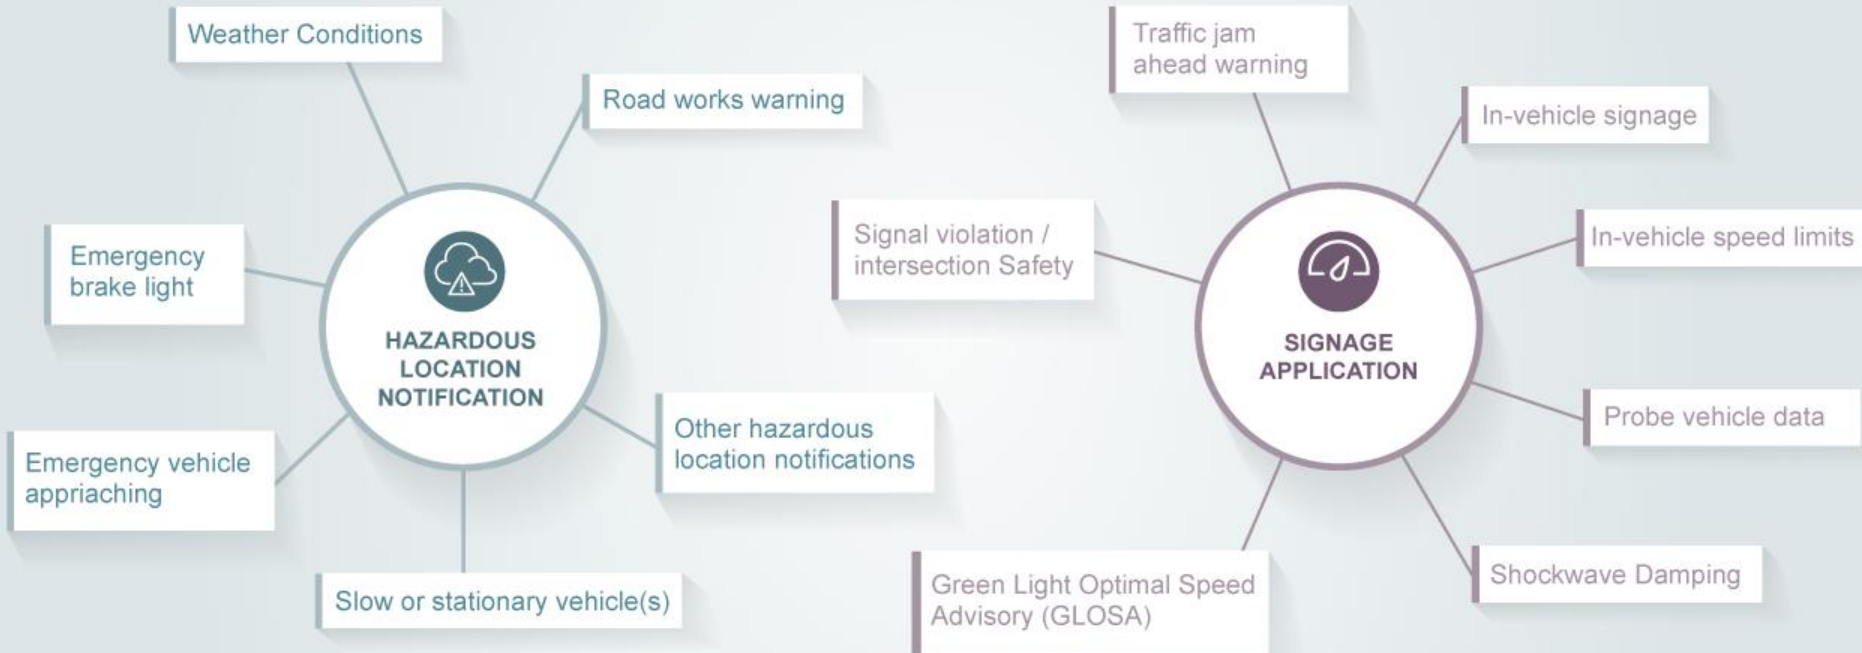 Weather Conditions
Road works warning
Emergency
brake light
HAZARDOUS
LOCATION
NOTIFICATION
Other hazardous
location notifications
Emergency vehicle
appriaching
Slow or stationary vehicle(s)
Traffic jam
ahead warning
In-vehicle signage
Signal violation /
intersection Safety
In-vehicle speed limits
SIGNAGE
APPLICATION
Probe vehicle data
Green Light Optimal Speed
Advisory (GLOSA)
Shockwave Damping